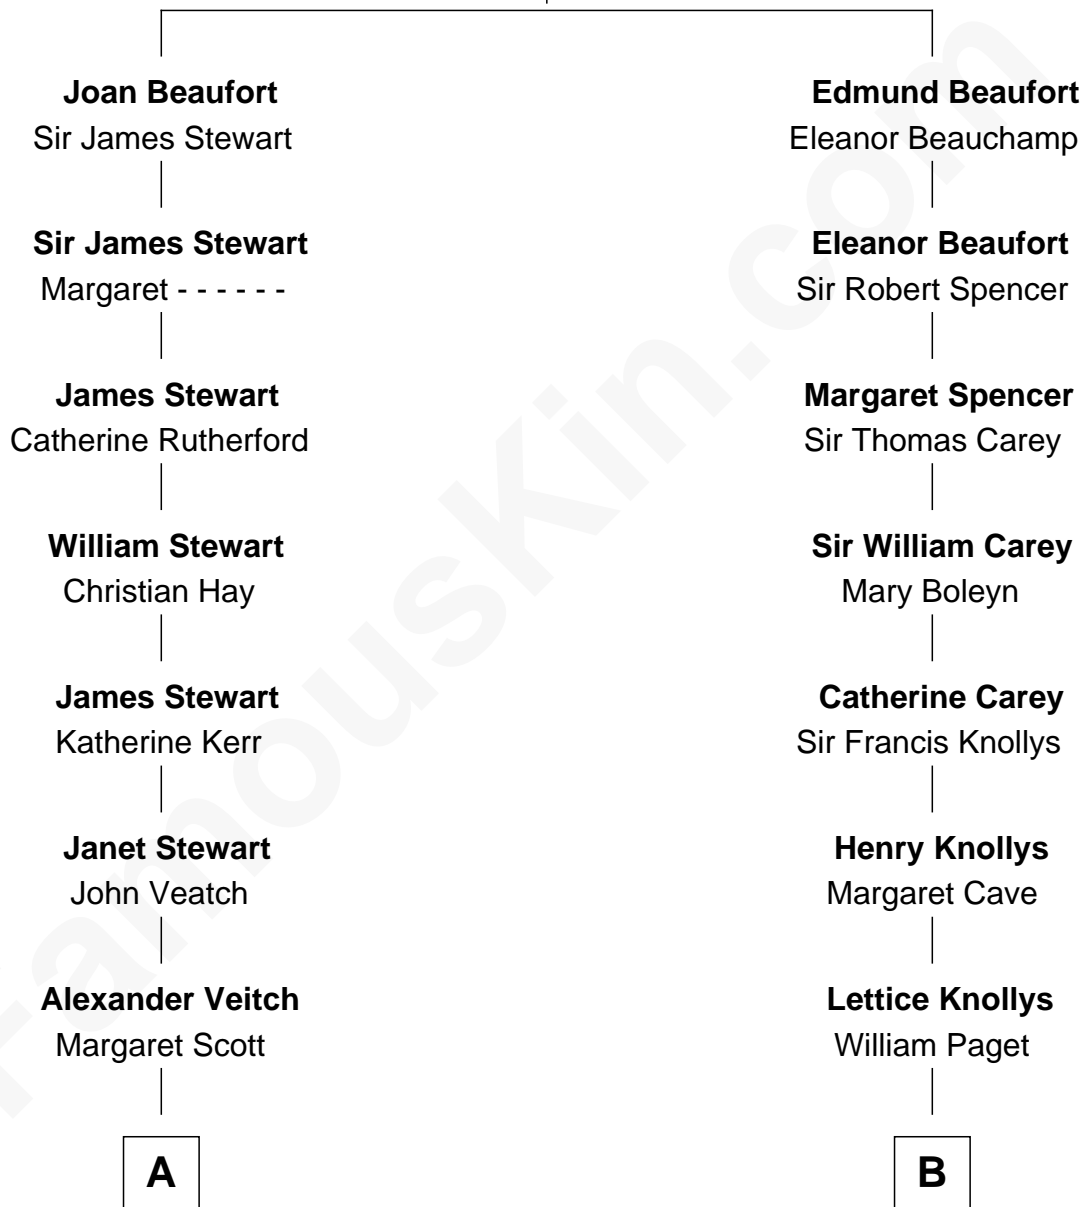 Joan Beaufort
Sir James Stewart
Sir James Stewart
Margaret - - - - - -
James Stewart
Catherine Rutherford
William Stewart
Christian Hay
James Stewart
Katherine Kerr
Janet Stewart
John Veatch
Alexander Veitch
Margaret Scott
A
Edmund Beaufort
Eleanor Beauchamp
Eleanor Beaufort
Sir Robert Spencer
Margaret Spencer
Sir Thomas Carey
Sir William Carey
Mary Boleyn
Catherine Carey
Sir Francis Knollys
Henry Knollys
Margaret Cave
Lettice Knollys
William Paget
B
FamousKin.com